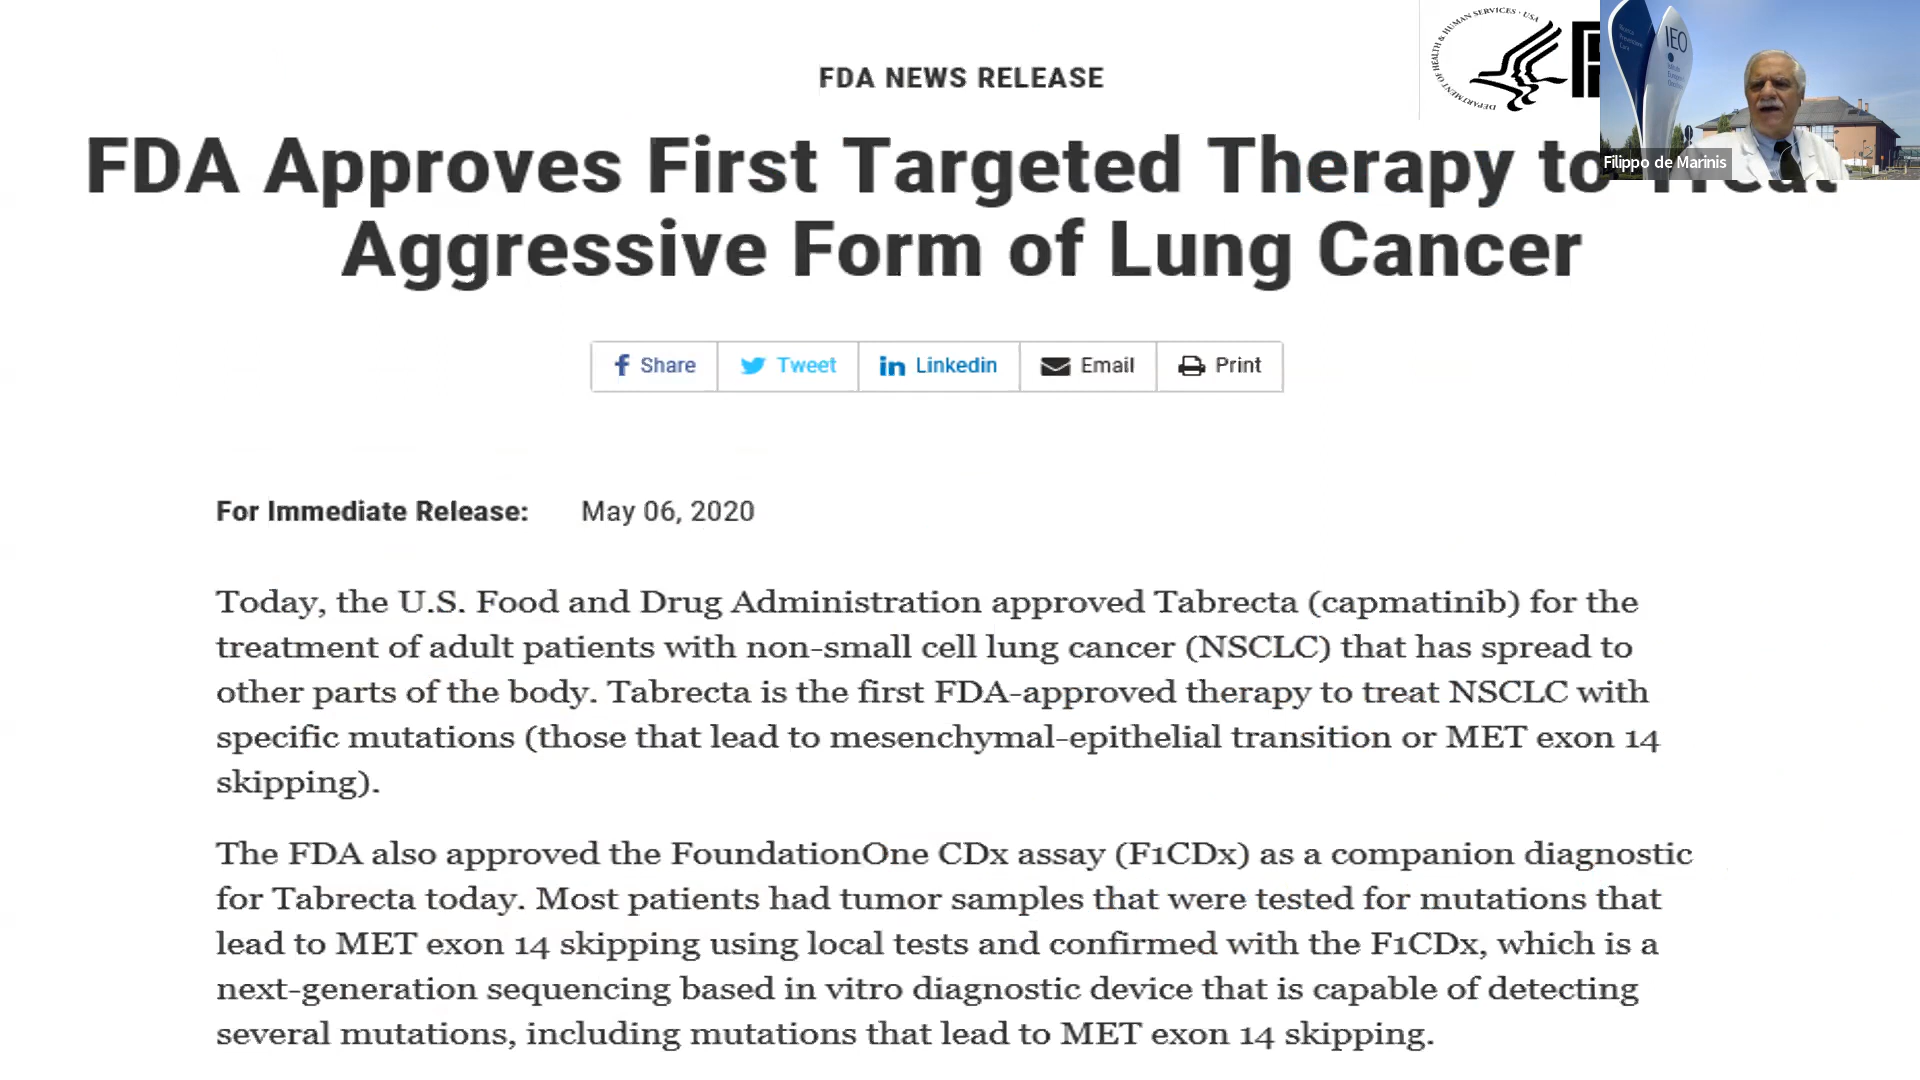 DEPARTMENT OF HEALTH & HUMAN SERVICES · USA
IEO
FDA NEWS RELEASE
Filippo de Marinis
FDA Approves First Targeted Therapy to Treat
Aggressive Form of Lung Cancer
Share Tweet Linkedin Email Print
For Immediate Release: May 06, 2020
Today, the U.S. Food and Drug Administration approved Tabrecta (capmatinib) for the
treatment of adult patients with non-small cell lung cancer (NSCLC) that has spread to
other parts of the body. Tabrecta is the first FDA-approved therapy to treat NSCLC with
specific mutations (those that lead to mesenchymal-epithelial transition or MET exon 14
skipping).
The FDA also approved the FoundationOne CDx assay (F1CDx) as a companion diagnostic
for Tabrecta today. Most patients had tumor samples that were tested for mutations that
lead to MET exon 14 skipping using local tests and confirmed with the F1CDx, which is a
next-generation sequencing based in vitro diagnostic device that is capable of detecting
several mutations, including mutations that lead to MET exon 14 skipping.